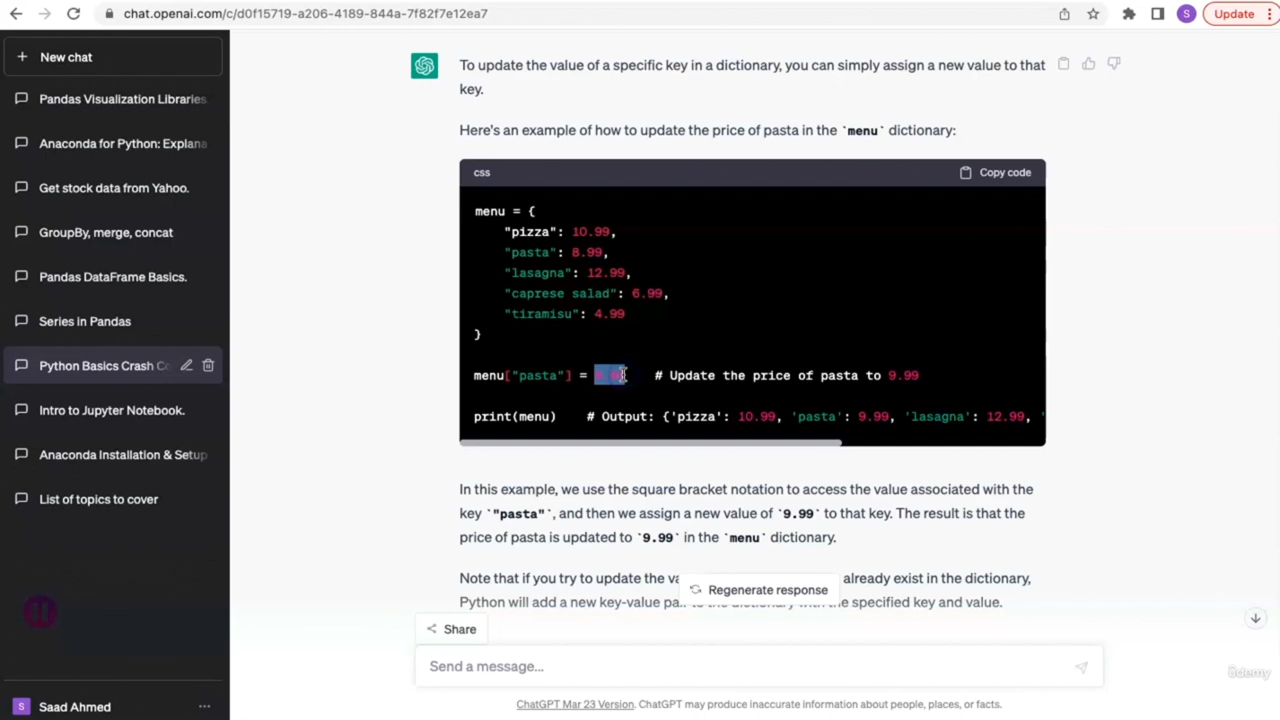 chat.openai.com/c/d0f15719-a206-4189-844a-7f82f7e12ea7
S
Update
New chat
Pandas Visualization Libraries
Anaconda for Python: Explana
Get stock data from Yahoo.
GroupBy, merge, concat
Pandas DataFrame Basics.
Series in Pandas
Python Basics Crash Co
Intro to Jupyter Notebook.
Anaconda Installation & Setup
List of topics to cover
S Saad Ahmed
To update the value of a specific key in a dictionary, you can simply assign a new value to that
key.
Here's an example of how to update the price of pasta in the `menu` dictionary:
css
Copy code
menu = {
"pizza": 10.99,
"pasta": 8.99,
"lasagna": 12.99,
"caprese salad": 6.99,
"tiramisu": 4.99
}
menu["pasta"] = # Update the price of pasta to 9.99
print(menu) # Output: {'pizza': 10.99, 'pasta': 9.99, 'lasagna': 12.99, '
In this example, we use the square bracket notation to access the value associated with the
key `"pasta"`, and then we assign a new value of `9.99` to that key. The result is that the
price of pasta is updated to `9.99` in the `menu` dictionary.
Note that if you try to update the already exist in the dictionary,
Python will add a new key-value to the dictionary with the specified key and value.
Regenerate response
Share
Send a message...
ChatGPT Mar 23 Version. ChatGPT may produce inaccurate information about people, places, or facts.
ûdemy